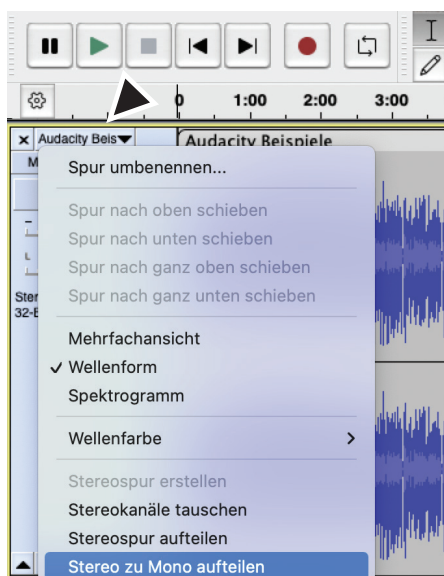 0 1:00 2:00 3:00
Audacity Beis
Audacity Beispiele
M
Spur umbenennen...
Spur nach oben schieben
Spur nach unten schieben
L
Spur nach ganz oben schieben
Spur nach ganz unten schieben
Ster
32-
Mehrfachansicht
Wellenform
Spektrogramm
Wellenfarbe
Stereospur erstellen
Stereokanäle tauschen
Stereospur aufteilen
Stereo zu Mono aufteilen